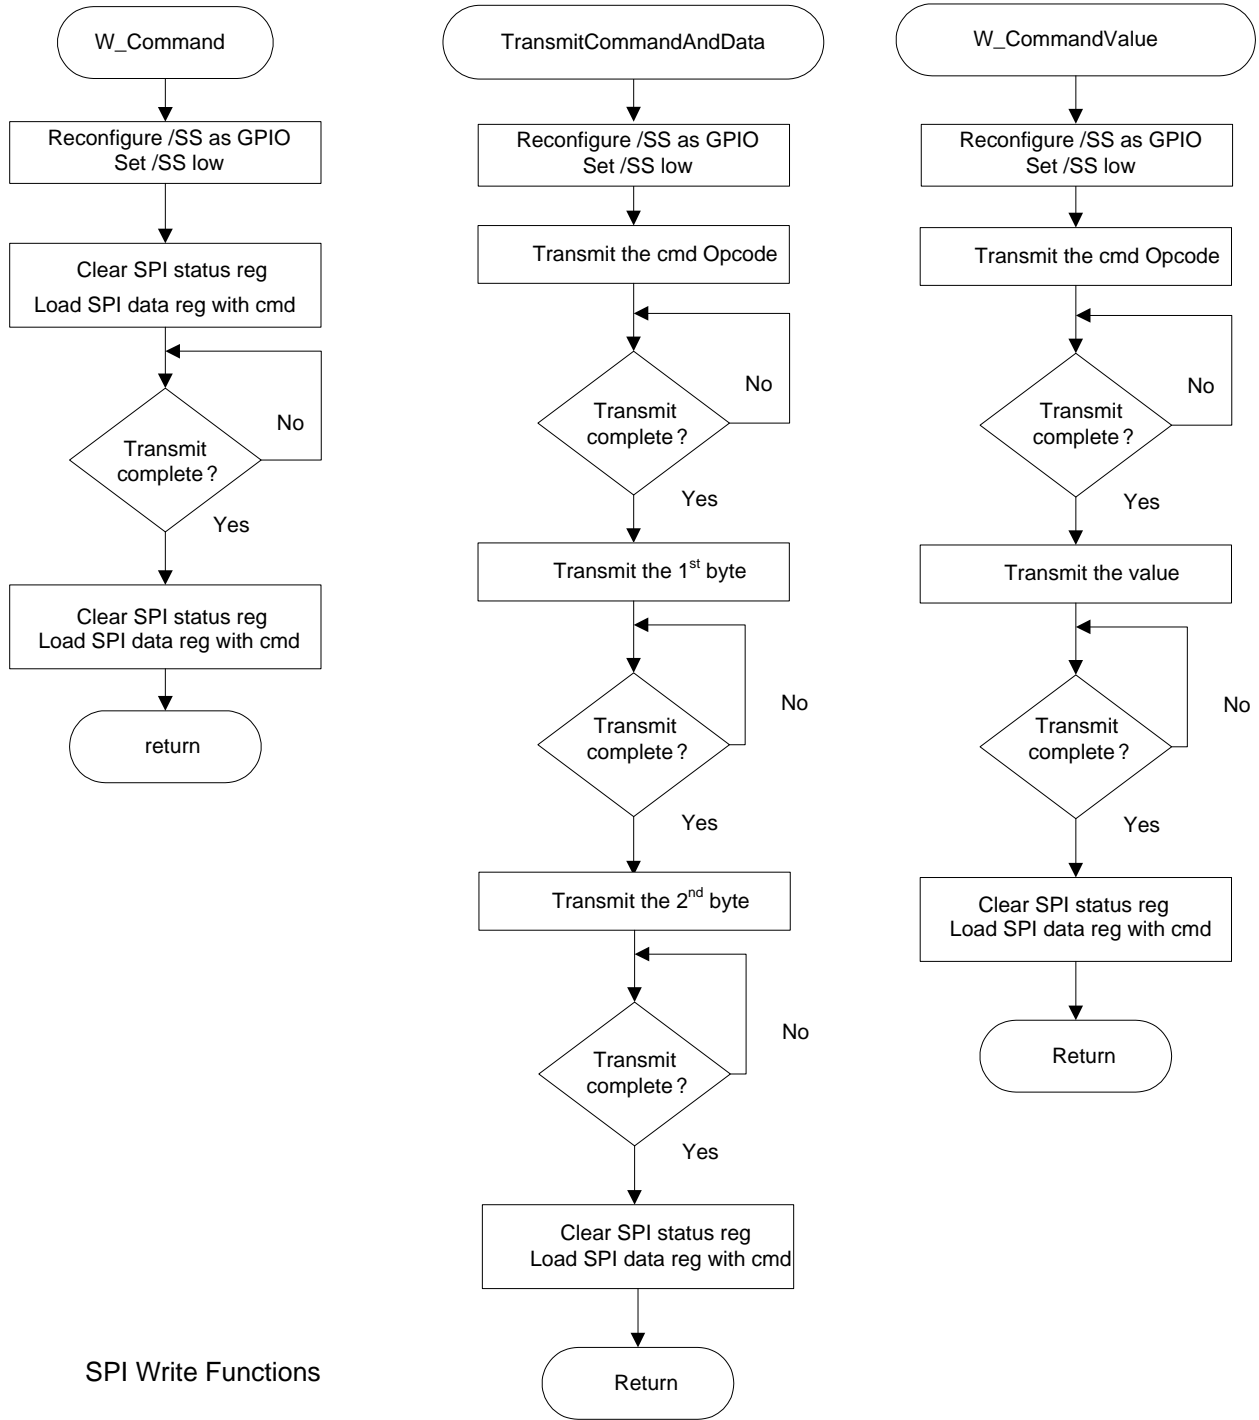 W_Command
Reconfigure /SS as GPIO
Set /SS low
Clear SPI status reg
Load SPI data reg with cmd
No
Transmit
complete ?
Yes
Clear SPI status reg
Load SPI data reg with cmd
return
TransmitCommandAndData
Reconfigure /SS as GPIO
Set /SS low
Transmit the cmd Opcode
No
Transmit
complete ?
Yes
Transmit the 1st byte
No
Transmit
complete ?
Yes
Transmit the 2nd byte
No
Transmit
complete ?
Yes
Clear SPI status reg
Load SPI data reg with cmd
Return
W_CommandValue
Reconfigure /SS as GPIO
Set /SS low
Transmit the cmd Opcode
No
Transmit
complete ?
Yes
Transmit the value
No
Transmit
complete ?
Yes
Clear SPI status reg
Load SPI data reg with cmd
Return
SPI Write Functions